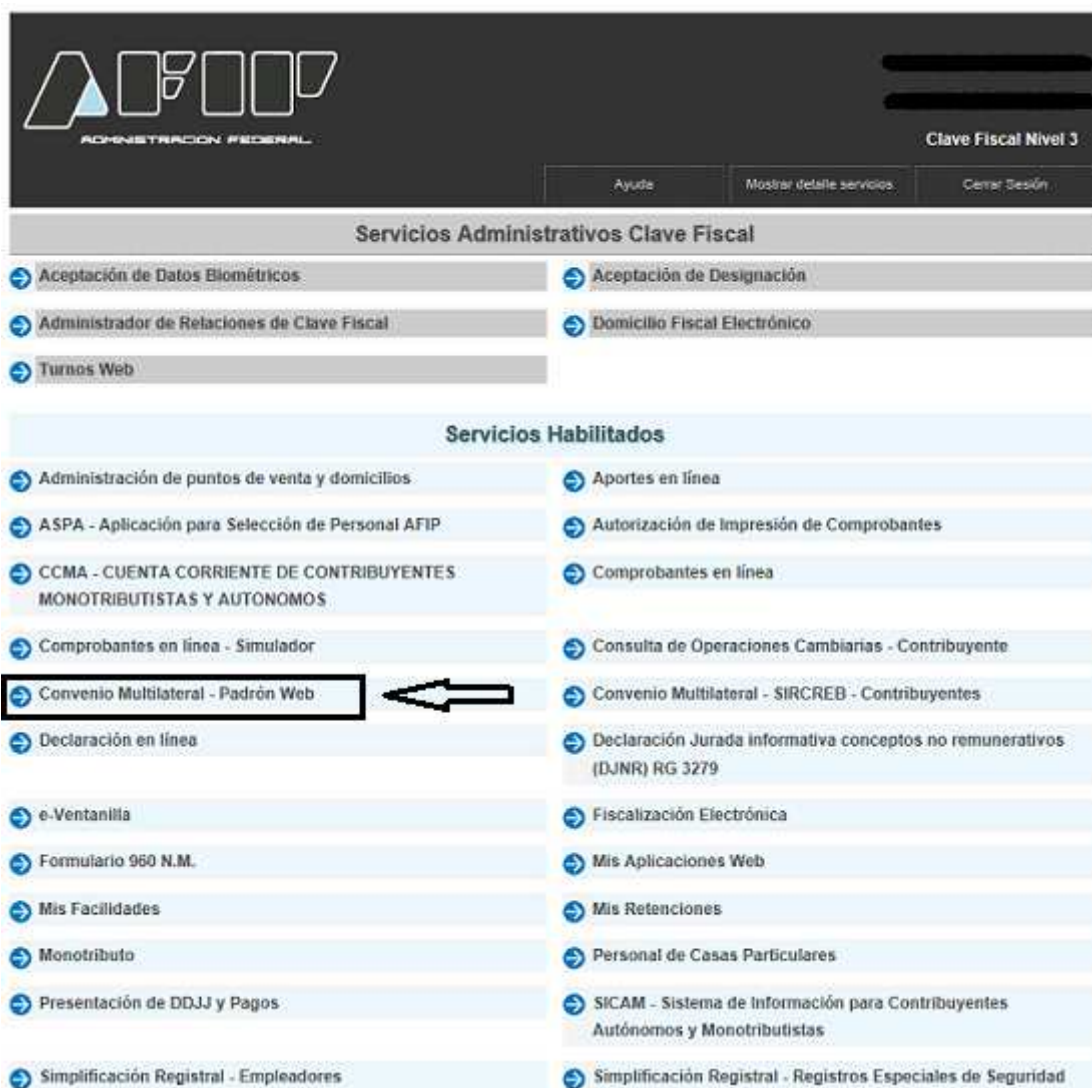 AFIP
ADMINISTRACION FEDERAL
Clave Fiscal Nivel 3
Ayuda
Mostrar detalle servicios
Cerrar Sesión
Servicios Administrativos Clave Fiscal
Aceptación de Datos Biométricos
Aceptación de Designación
Administrador de Relaciones de Clave Fiscal
Domicilio Fiscal Electrónico
Turnos Web
Servicios Habilitados
Administración de puntos de venta y domicilios
Aportes en línea
ASPA - Aplicación para Selección de Personal AFIP
Autorización de Impresión de Comprobantes
CCMA - CUENTA CORRIENTE DE CONTRIBUYENTES
MONOTRIBUTISTAS Y AUTONOMOS
Comprobantes en línea
Comprobantes en línea - Simulador
Consulta de Operaciones Cambiarias - Contribuyente
Convenio Multilateral - Padrón Web
Convenio Multilateral - SIRCREB - Contribuyentes
Declaración en línea
Declaración Jurada informativa conceptos no remunerativos
(DJNR) RG 3279
e-Ventanilla
Fiscalización Electrónica
Formulario 960 N.M.
Mis Aplicaciones Web
Mis Facilidades
Mis Retenciones
Monotributo
Personal de Casas Particulares
Presentación de DDJJ y Pagos
SICAM - Sistema de Información para Contribuyentes
Autónomos y Monotributistas
Simplificación Registral - Empleadores
Simplificación Registral - Registros Especiales de Seguridad